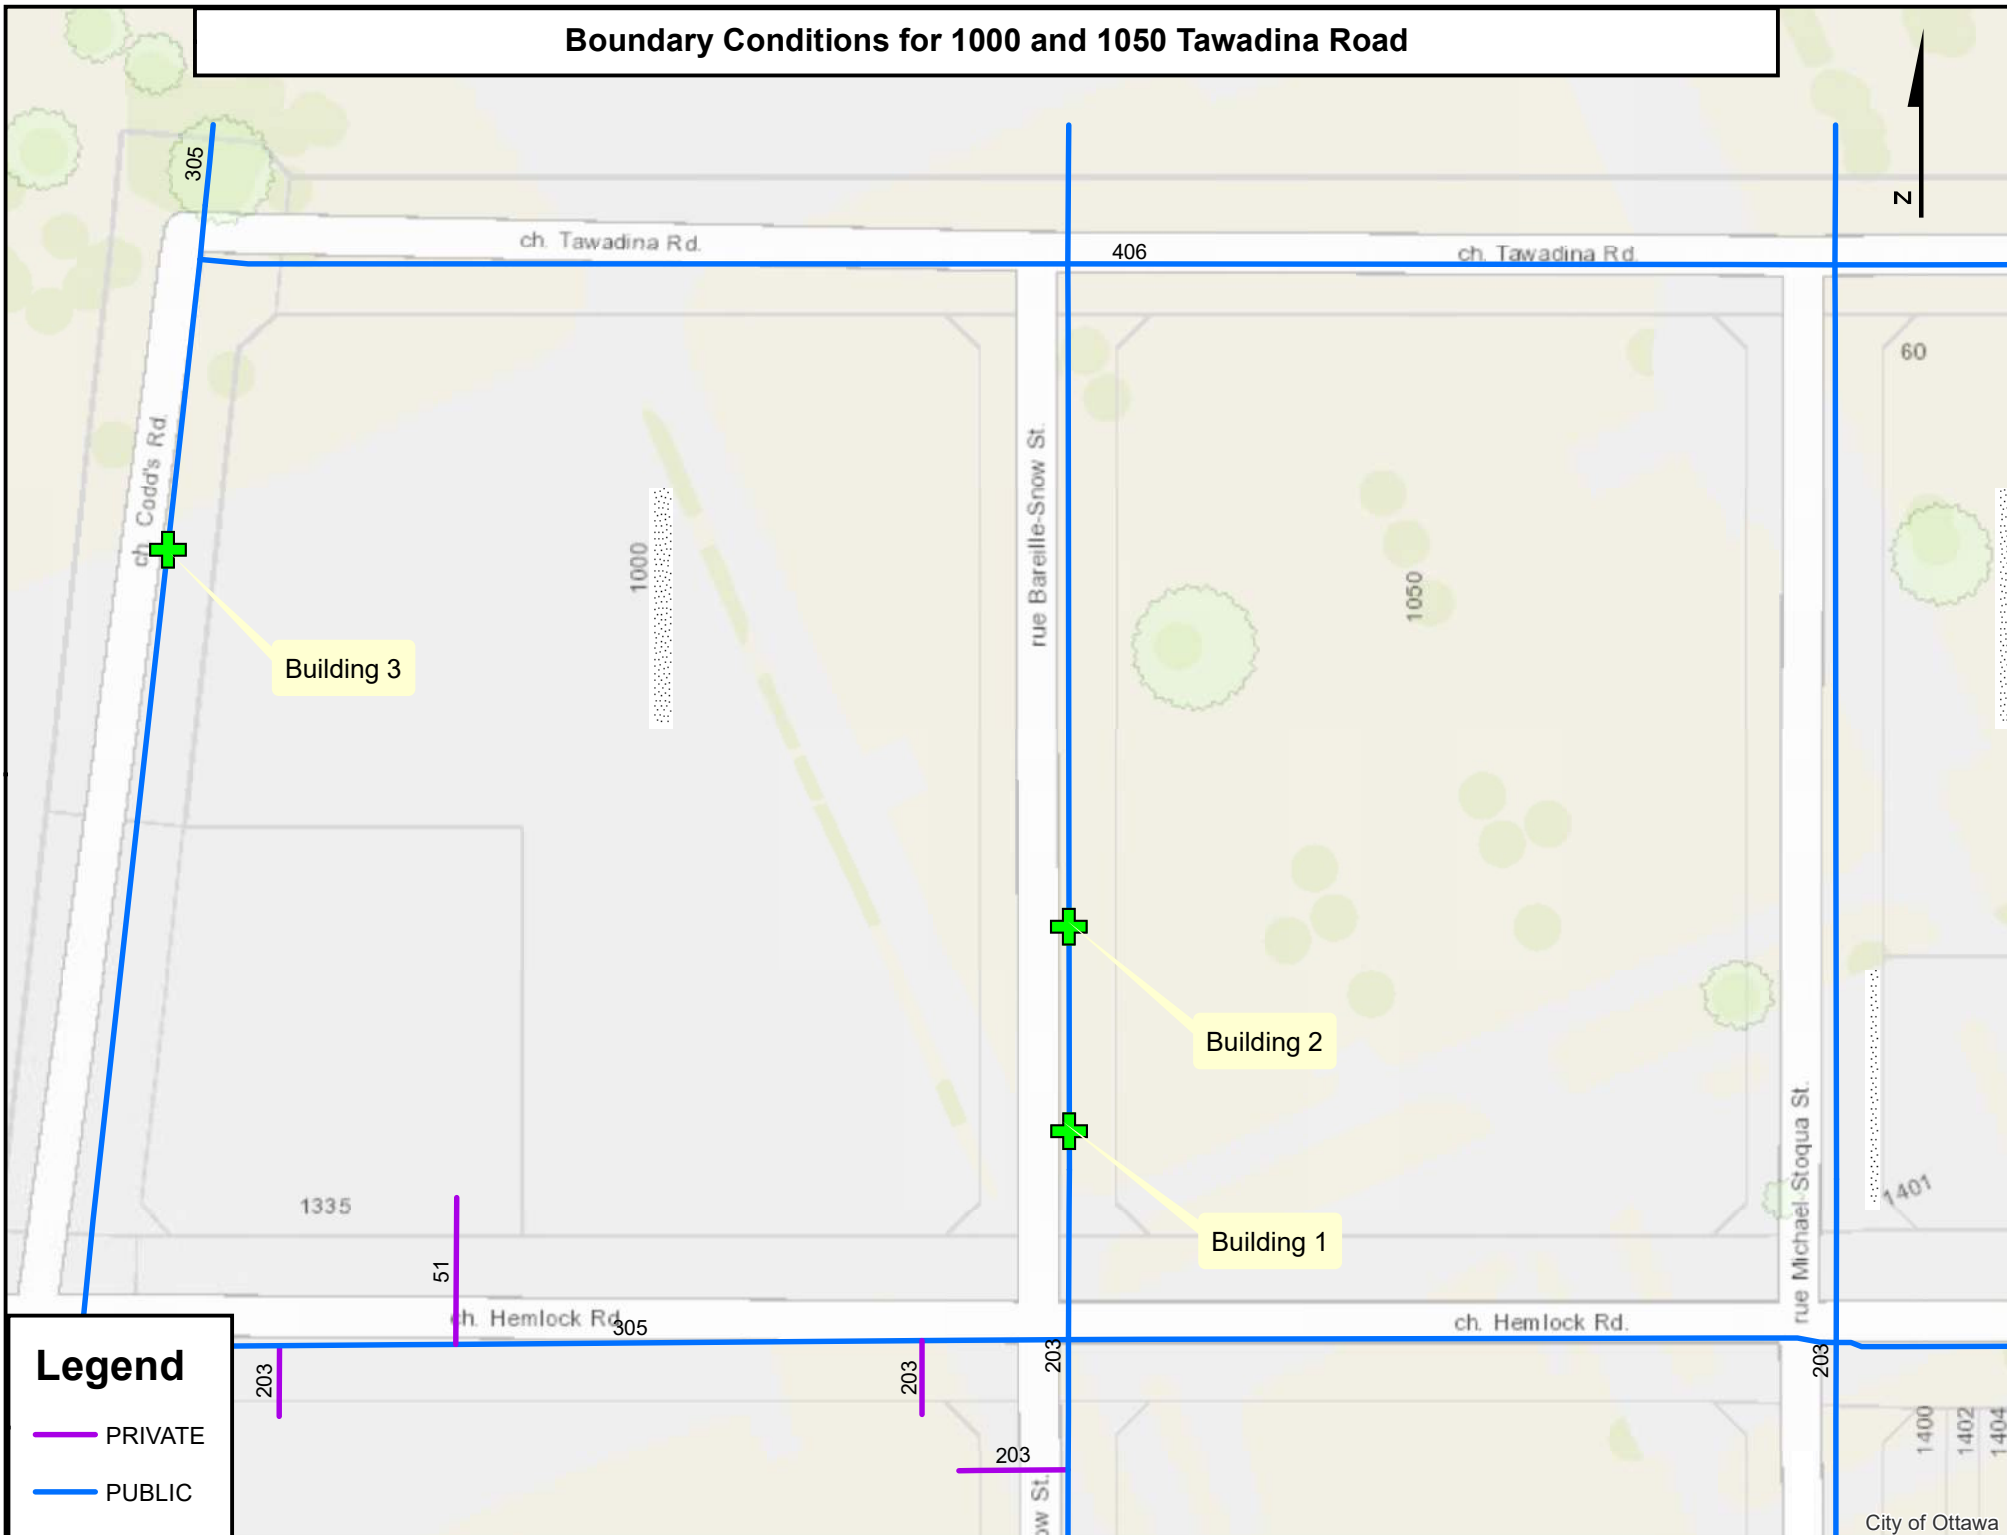 Boundary Conditions for 1000 and 1050 Tawadina Road
N
305
ch. Tawadina Rd.
406
ch. Tawadina Rd.
60
ch. Codd's Rd.
1000
rue Bareille-Snow St.
1050
Building 3
Building 2
Building 1
rue Michael-Stoqua St.
1401
1335
51
ch. Hemlock Rd.
305
ch. Hemlock Rd.
203
203
203
203
203
ow St.
1400
1402
1404
Legend
PRIVATE
PUBLIC
City of Ottawa